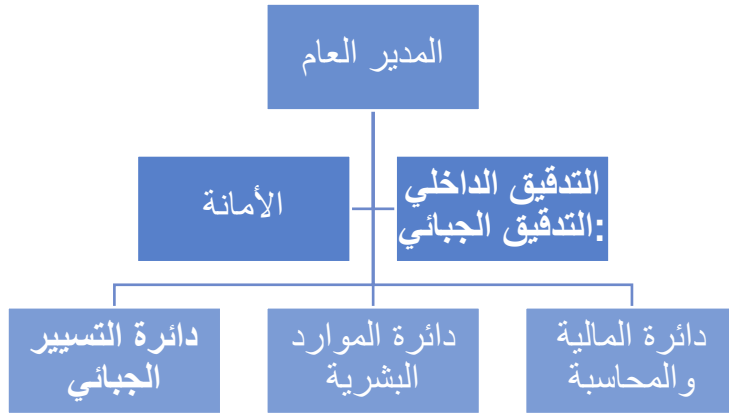 المدير العام
التدقيق الداخلي
:التدقيق الجبائي
الأمانة
دائرة المالية
والمحاسبة
دائرة الموارد
البشرية
دائرة التسيير
الجبائي